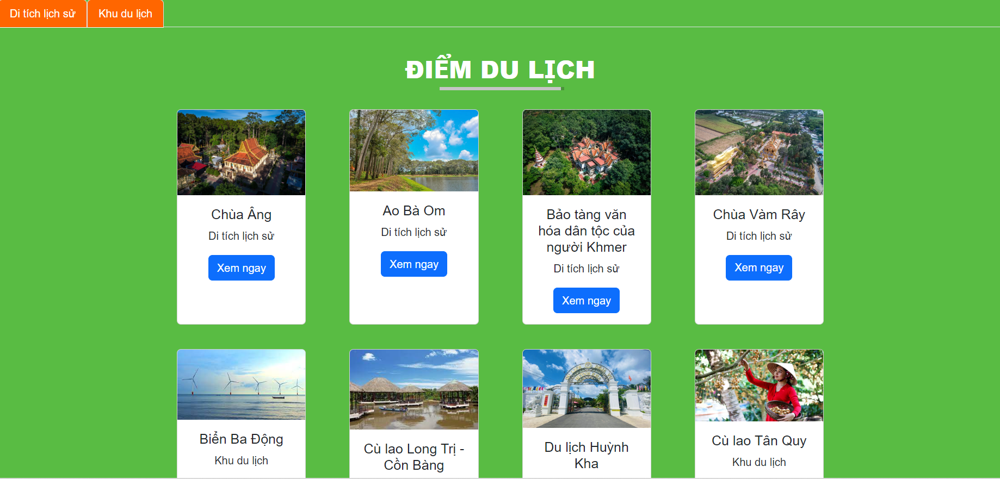 Di tích lịch sử
Khu du lịch
ĐIỂM DU LỊCH
Chùa Âng
Di tích lịch sử
Xem ngay
Ao Bà Om
Di tích lịch sử
Xem ngay
Bảo tàng văn
hóa dân tộc của
người Khmer
Di tích lịch sử
Xem ngay
Chùa Vàm Rây
Di tích lịch sử
Xem ngay
Biển Ba Động
Khu du lịch
Cù lao Long Trị -
Cồn Bàng
Du lịch Huỳnh
Kha
Cù lao Tân Quy
Khu du lịch